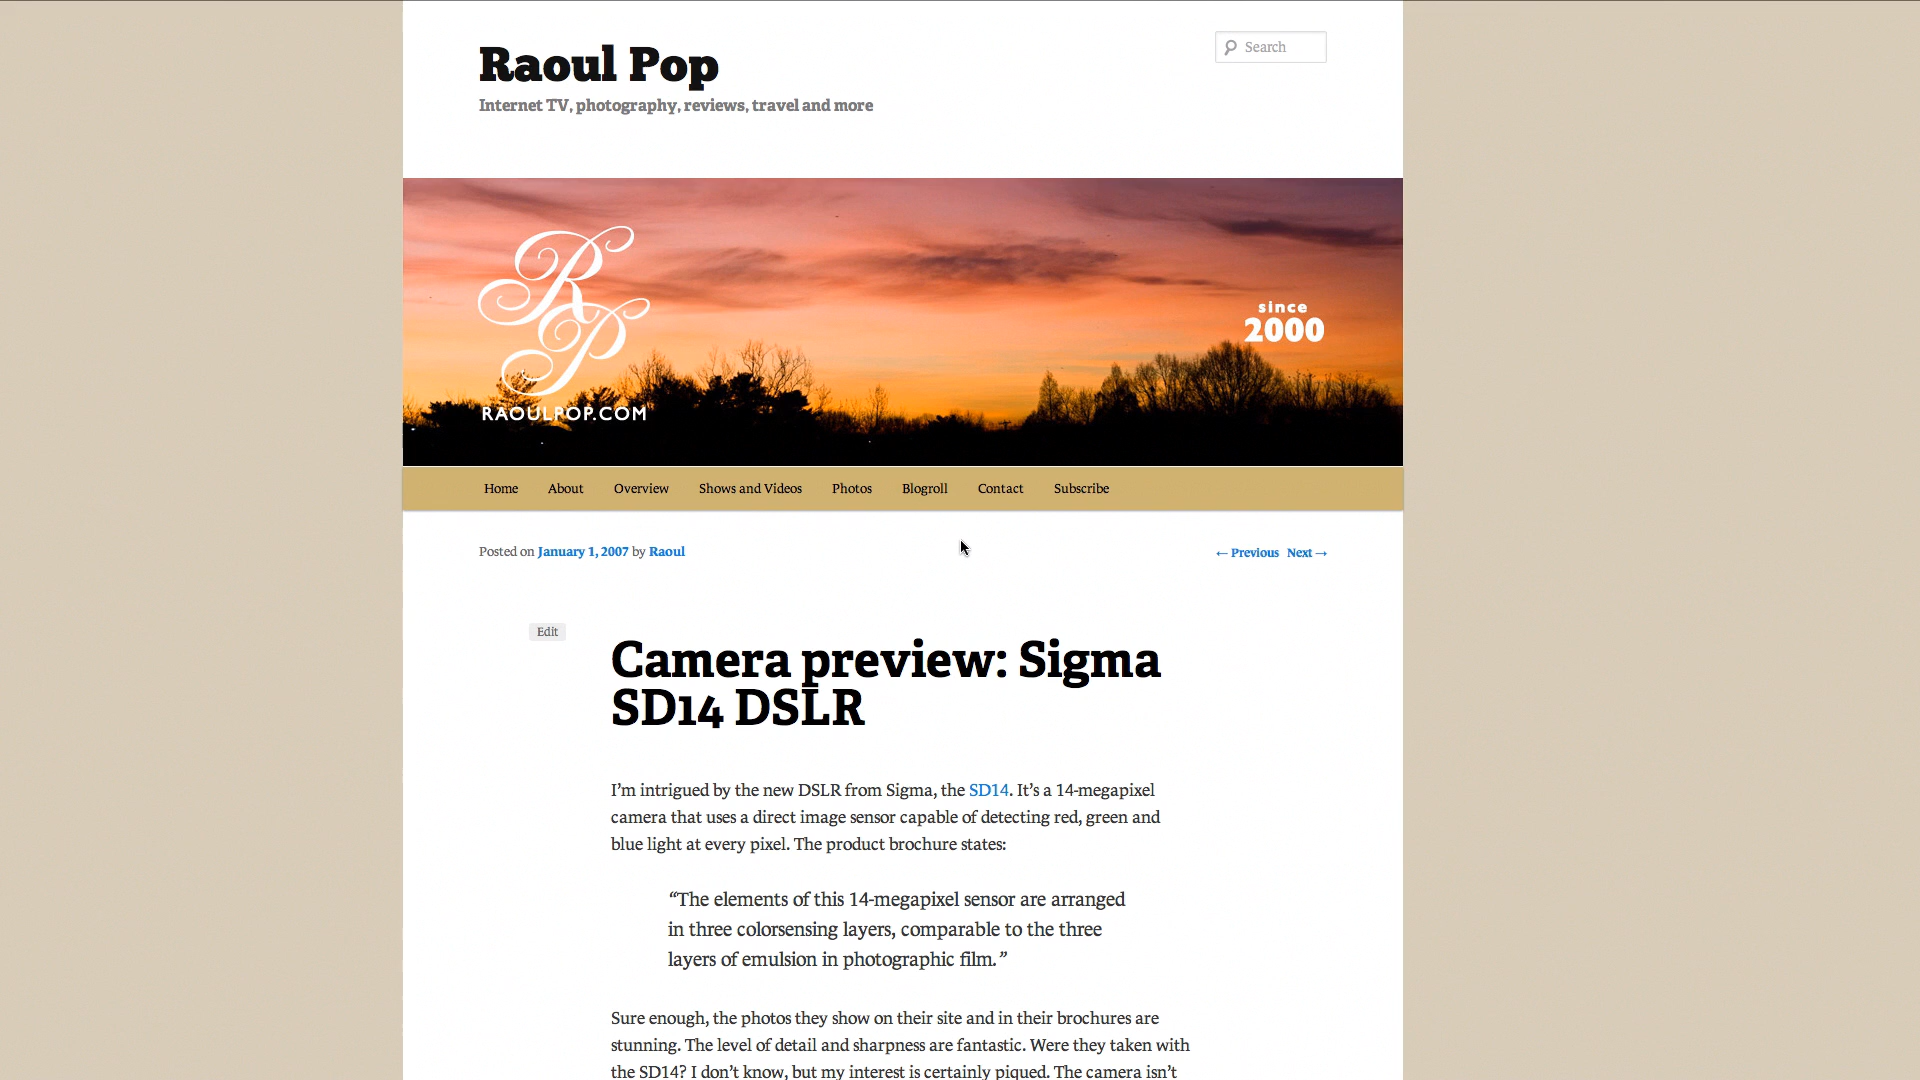 Raoul Pop
Search
Internet TV, photography, reviews, travel and more
RP
since
2000
RAOULPOP.COM
Home About Overview Shows and Videos Photos Blogroll Contact Subscribe
Posted on January 1, 2007 by Raoul
← Previous Next →
Edit
Camera preview: Sigma
SD14 DSLR
I’m intrigued by the new DSLR from Sigma, the SD14. It’s a 14-megapixel
camera that uses a direct image sensor capable of detecting red, green and
blue light at every pixel. The product brochure states:
“The elements of this 14-megapixel sensor are arranged
in three colorsensing layers, comparable to the three
layers of emulsion in photographic film.”
Sure enough, the photos they show on their site and in their brochures are
stunning. The level of detail and sharpness are fantastic. Were they taken with
the SD14? I don’t know, but my interest is certainly piqued. The camera isn’t